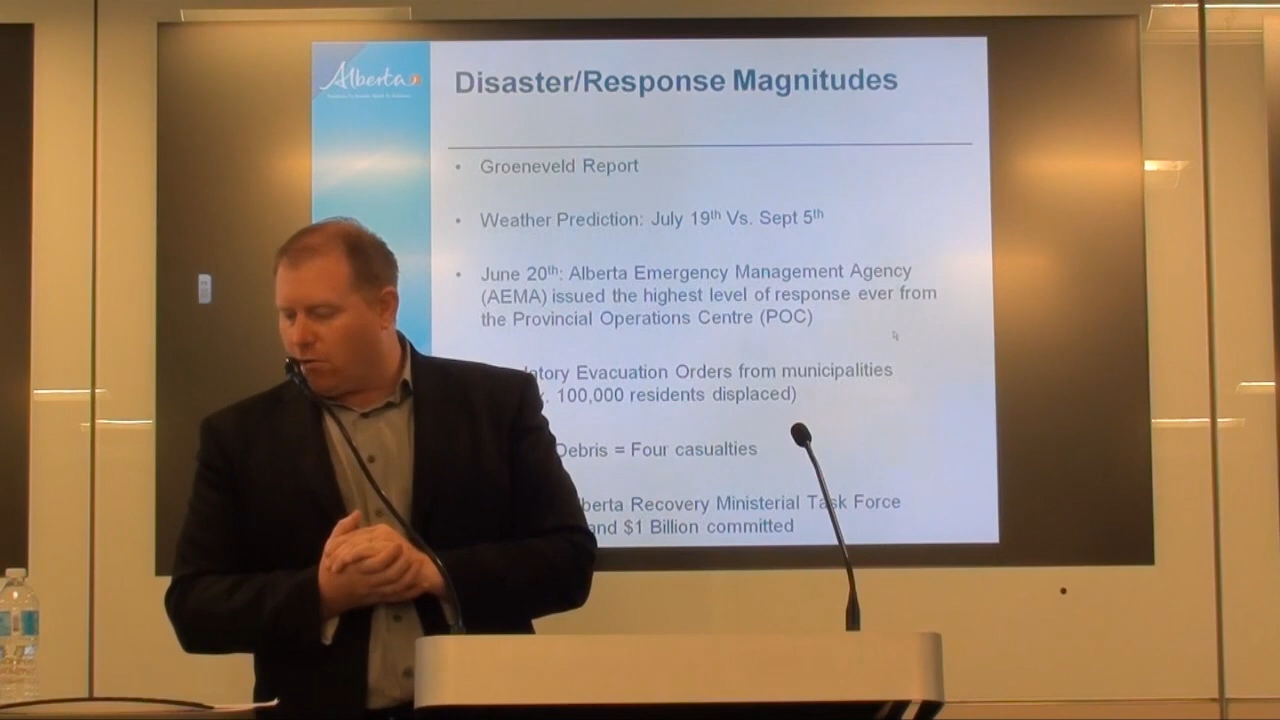 Alberta
Disaster/Response Magnitudes
• Groeneveld Report
• Weather Prediction: July 19th Vs. Sept 5th
• June 20th: Alberta Emergency Management Agency
(AEMA) issued the highest level of response ever from
the Provincial Operations Centre (POC)
atory Evacuation Orders from municipalities
. 100,000 residents displaced)
Debris = Four casualties
berta Recovery Ministerial Task Force
and $1 Billion committed